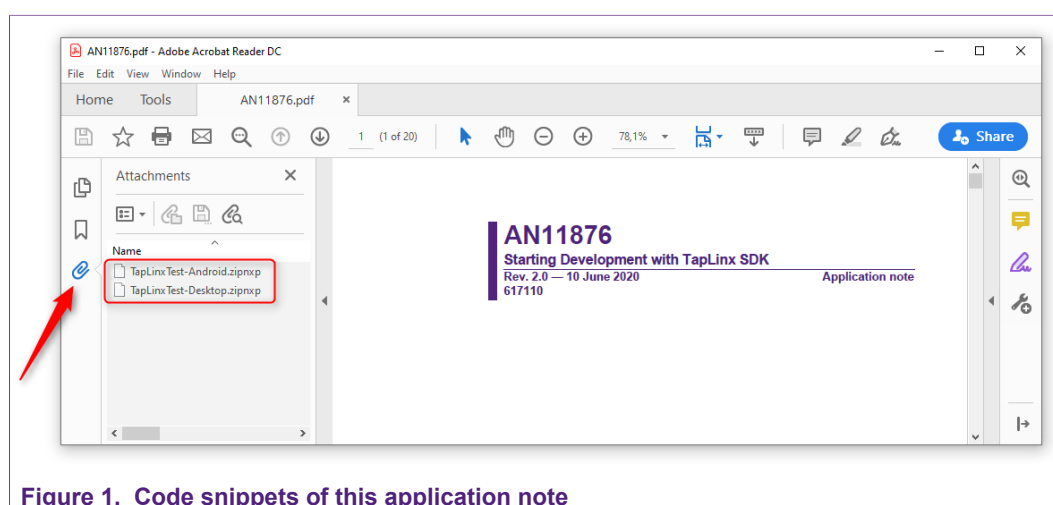 AN11876.pdf - Adobe Acrobat Reader DC
File Edit View Window Help
Home Tools AN11876.pdf ×
1 (1 of 20) 78,1% Share
Attachments
Name
TapLinxTest-Android.zipnxp
TapLinxTest-Desktop.zipnxp
AN11876
Starting Development with TapLinx SDK
Rev. 2.0 — 10 June 2020 Application note
617110
Figure 1. Code snippets of this application note